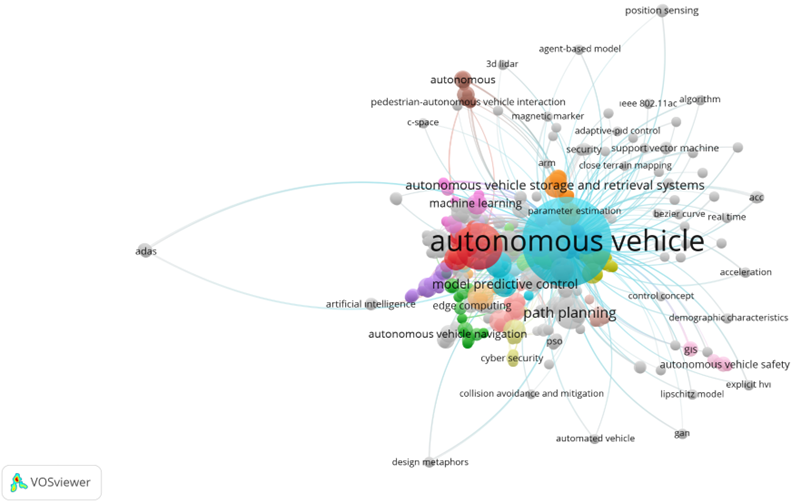 position sensing
agent-based model
3d lidar
autonomous
pedestrian-autonomous vehicle interaction
ieee 802.11ac
algorithm
magnetic marker
c-space
adaptive-pid control
security
support vector machine
arm
close terrain mapping
autonomous vehicle storage and retrieval systems
acc
machine learning
parameter estimation
bezier curve
real time
autonomous vehicle
adas
acceleration
model predictive control
control concept
artificial intelligence
edge computing
path planning
demographic characteristics
autonomous vehicle navigation
pso
gis
cyber security
autonomous vehicle safety
explicit hvi
collision avoidance and mitigation
lipschitz model
gan
automated vehicle
design metaphors
VOSviewer